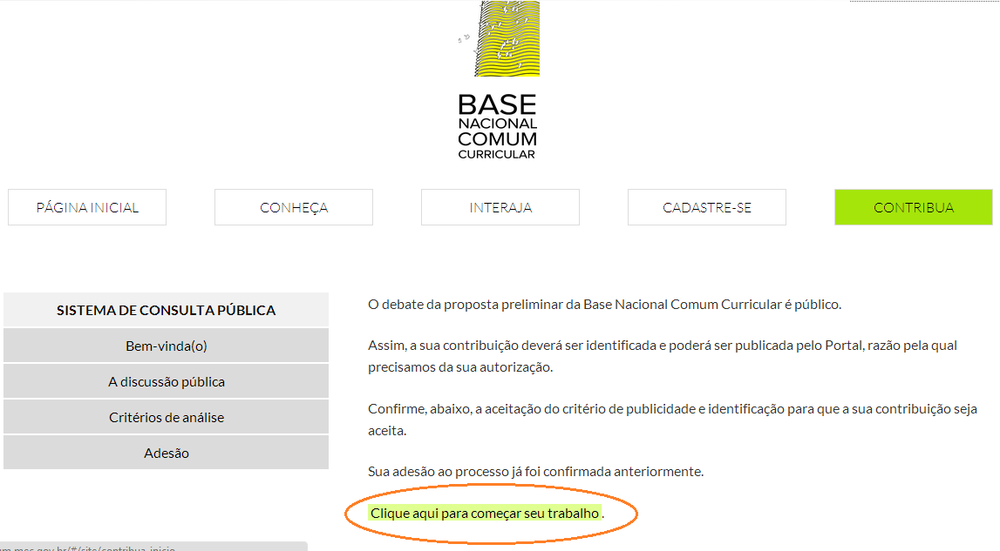 BASE
NACIONAL
COMUM
CURRICULAR
PÁGINA INICIAL
CONHEÇA
INTERAJA
CADASTRE-SE
CONTRIBUA
SISTEMA DE CONSULTA PÚBLICA
Bem-vinda(o)
A discussão pública
Critérios de análise
Adesão
O debate da proposta preliminar da Base Nacional Comum Curricular é público.
Assim, a sua contribuição deverá ser identificada e poderá ser publicada pelo Portal, razão pela qual
precisamos da sua autorização.
Confirme, abaixo, a aceitação do critério de publicidade e identificação para que a sua contribuição seja
aceita.
Sua adesão ao processo já foi confirmada anteriormente.
Clique aqui para começar seu trabalho .
mec.gov.br/#/site/contribua_inicio